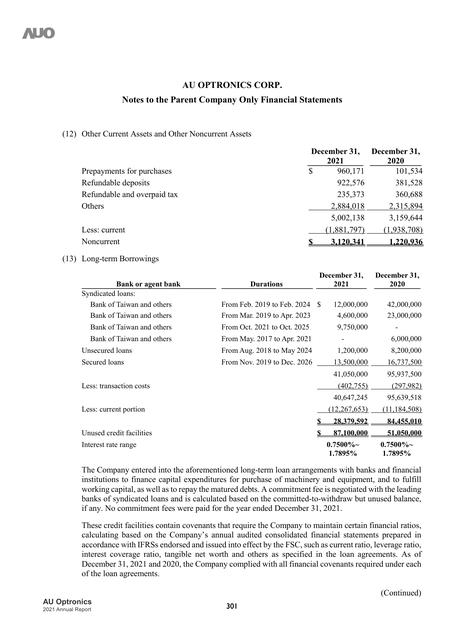 AUO
AU OPTRONICS CORP.
Notes to the Parent Company Only Financial Statements
(12) Other Current Assets and Other Noncurrent Assets
December 31, 2021 December 31, 2020
Prepayments for purchases $ 960,171 101,534
Refundable deposits 922,576 381,528
Refundable and overpaid tax 235,373 360,688
Others 2,884,018 2,315,894
5,002,138 3,159,644
Less: current (1,881,797) (1,938,708)
Noncurrent $ 3,120,341 1,220,936
(13) Long-term Borrowings
Bank or agent bank Durations December 31, 2021 December 31, 2020
Syndicated loans:
Bank of Taiwan and others From Feb. 2019 to Feb. 2024 $ 12,000,000 42,000,000
Bank of Taiwan and others From Mar. 2019 to Apr. 2023 4,600,000 23,000,000
Bank of Taiwan and others From Oct. 2021 to Oct. 2025 9,750,000 -
Bank of Taiwan and others From May. 2017 to Apr. 2021 - 6,000,000
Unsecured loans From Aug. 2018 to May 2024 1,200,000 8,200,000
Secured loans From Nov. 2019 to Dec. 2026 13,500,000 16,737,500
41,050,000 95,937,500
Less: transaction costs (402,755) (297,982)
40,647,245 95,639,518
Less: current portion (12,267,653) (11,184,508)
$ 28,379,592 84,455,010
Unused credit facilities $ 87,100,000 51,050,000
Interest rate range 0.7500%~ 1.7895% 0.7500%~ 1.7895%
The Company entered into the aforementioned long-term loan arrangements with banks and financial
institutions to finance capital expenditures for purchase of machinery and equipment, and to fulfill
working capital, as well as to repay the matured debts. A commitment fee is negotiated with the leading
banks of syndicated loans and is calculated based on the committed-to-withdraw but unused balance,
if any. No commitment fees were paid for the year ended December 31, 2021.
These credit facilities contain covenants that require the Company to maintain certain financial ratios,
calculating based on the Company's annual audited consolidated financial statements prepared in
accordance with IFRSs endorsed and issued into effect by the FSC, such as current ratio, leverage ratio,
interest coverage ratio, tangible net worth and others as specified in the loan agreements. As of
December 31, 2021 and 2020, the Company complied with all financial covenants required under each
of the loan agreements.
(Continued)
AU Optronics
2021 Annual Report
301